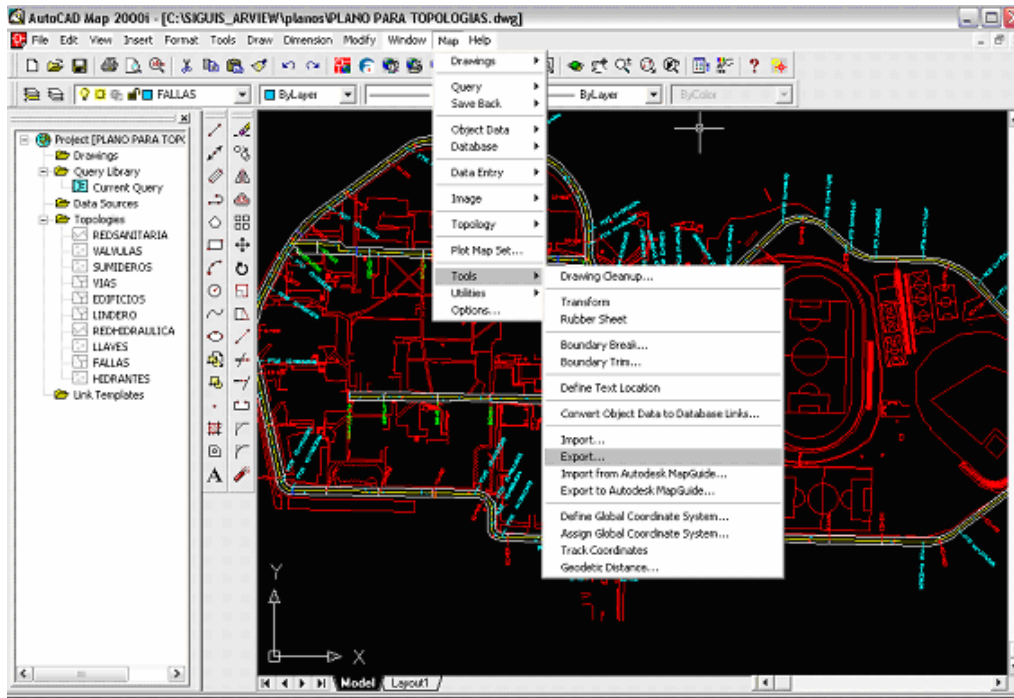 AutoCAD Map 2000i - [C:\SIGUIS_ARVIEW\planos\PLANO PARA TOPOLOGIAS.dwg]
File Edit View Insert Format Tools Draw Dimension Modify Window Map Help
FALLAS ByLayer ByLayer ByColor
Project [PLANO PARA TOPO
Drawings
Query Library
Current Query
Data Sources
Topologies
REDSANITARIA
VALVULAS
SUMIDEROS
VIAS
EDIFICIOS
LINDERO
REDHIDRAULICA
LLAVES
FALLAS
HIDRANTES
Link Templates
Drawings
Query
Save Back
Object Data
Database
Data Entry
Image
Topology
Plot Map Set...
Tools
Utilities
Options...
Drawing Cleanup...
Transform
Rubber Sheet
Boundary Break...
Boundary Trim...
Define Text Location
Convert Object Data to Database Links...
Import...
Export...
Import from Autodesk MapGuide...
Export to Autodesk MapGuide...
Define Global Coordinate System...
Assign Global Coordinate System...
Track Coordinates
Geodetic Distance...
Y
X
Model Layout1